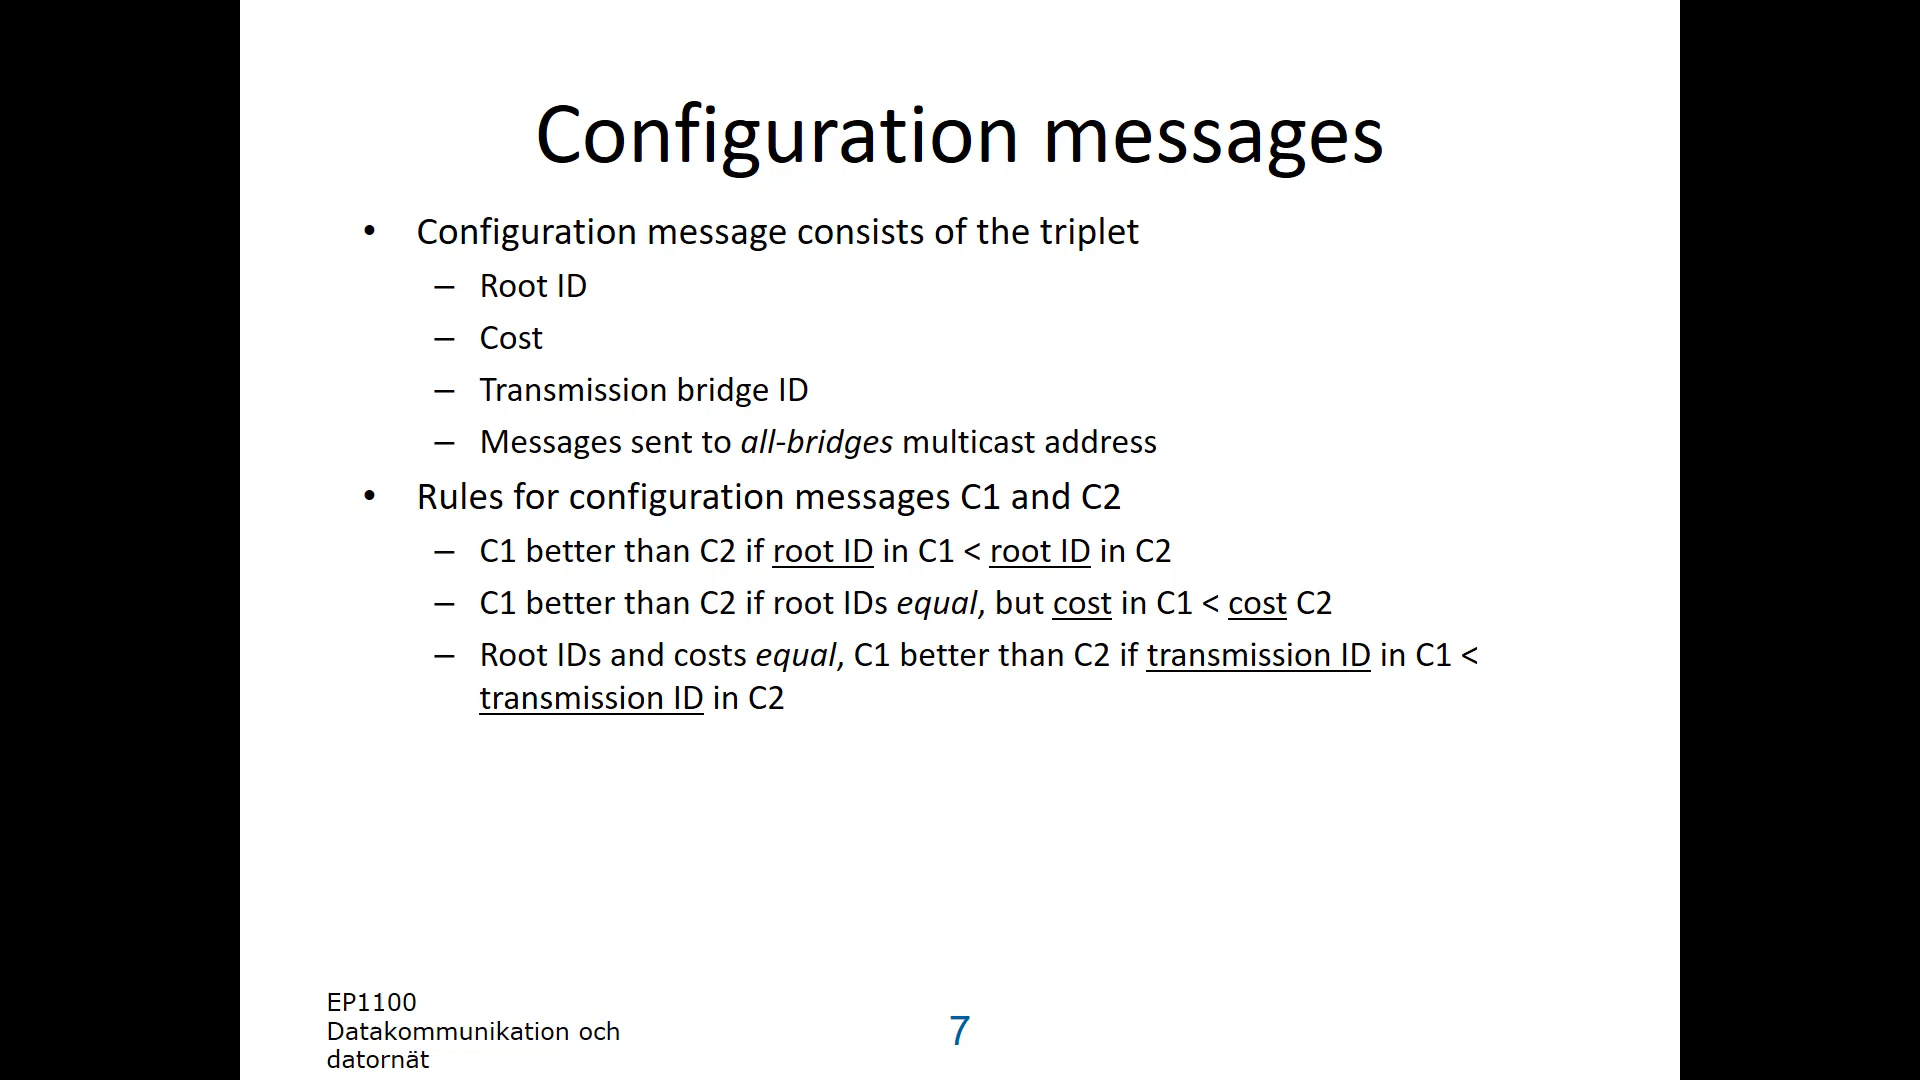 Configuration messages
• Configuration message consists of the triplet
– Root ID
– Cost
– Transmission bridge ID
– Messages sent to all-bridges multicast address
• Rules for configuration messages C1 and C2
– C1 better than C2 if root ID in C1 < root ID in C2
– C1 better than C2 if root IDs equal, but cost in C1 < cost C2
– Root IDs and costs equal, C1 better than C2 if transmission ID in C1 <
transmission ID in C2
EP1100
Datakommunikation och
datornät
7